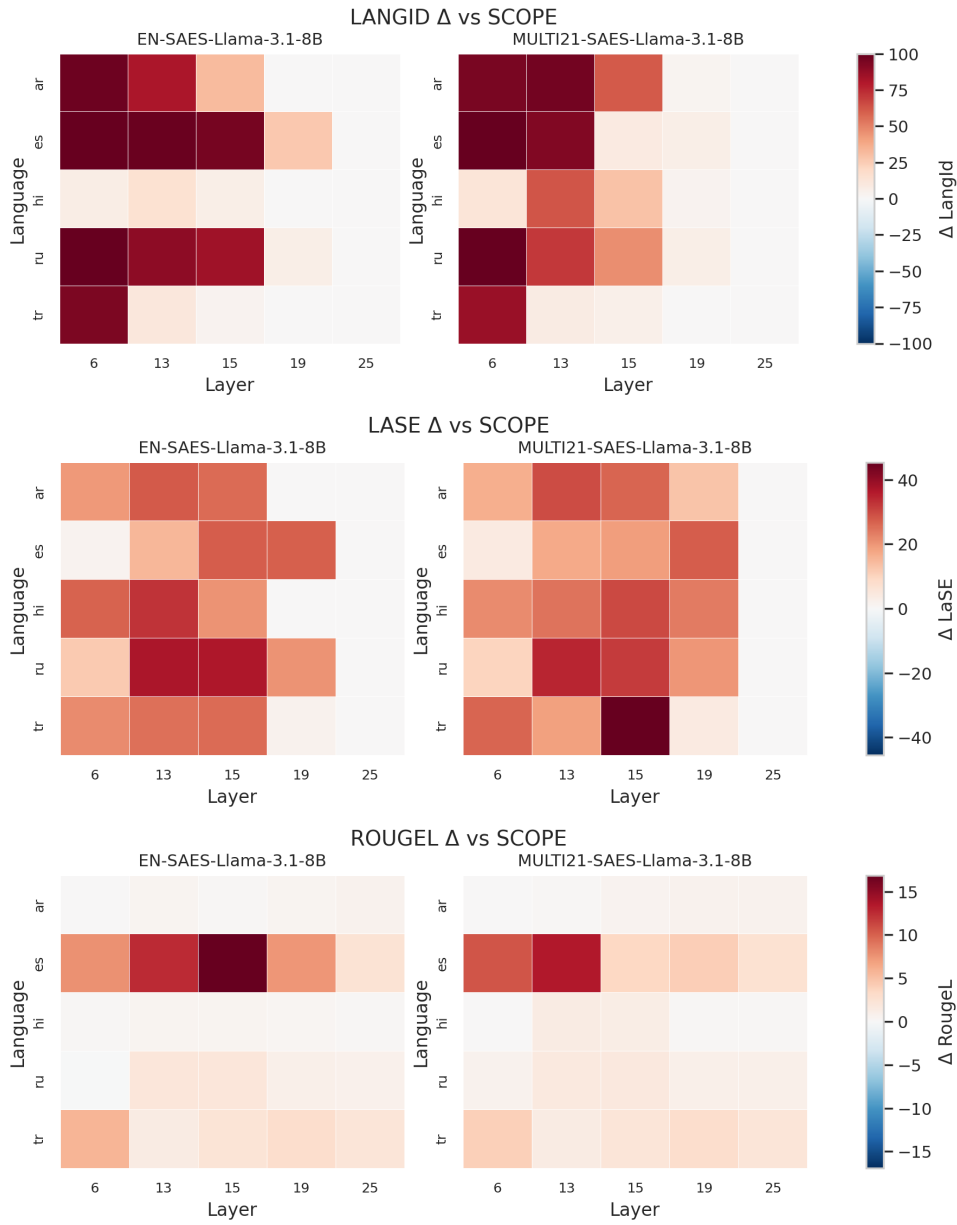 LANGID Δ vs SCOPE
EN-SAES-Llama-3.1-8B
MULTI21-SAES-Llama-3.1-8B
Language
ar
es
hi
ru
tr
6 13 15 19 25
Layer
Language
ar
es
hi
ru
tr
6 13 15 19 25
Layer
100
75
50
25
0
−25
−50
−75
−100
Δ LangId
LASE Δ vs SCOPE
EN-SAES-Llama-3.1-8B
MULTI21-SAES-Llama-3.1-8B
Language
ar
es
hi
ru
tr
6 13 15 19 25
Layer
Language
ar
es
hi
ru
tr
6 13 15 19 25
Layer
40
20
0
−20
−40
Δ LaSE
ROUGEL Δ vs SCOPE
EN-SAES-Llama-3.1-8B
MULTI21-SAES-Llama-3.1-8B
Language
ar
es
hi
ru
tr
6 13 15 19 25
Layer
Language
ar
es
hi
ru
tr
6 13 15 19 25
Layer
15
10
5
0
−5
−10
−15
Δ RougeL